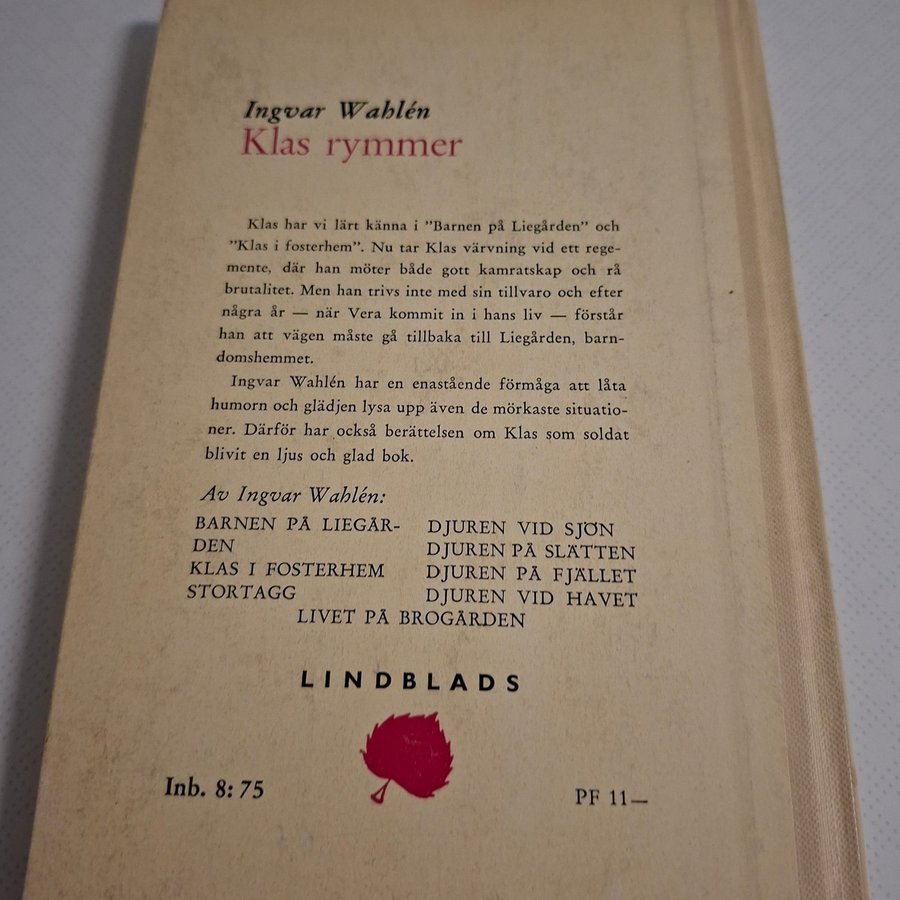 Ingvar Wahlén
Klas rymmer
Klas har vi lärt känna i "Barnen på Liegården" och
"Klas i fosterhem". Nu tar Klas värvning vid ett rege-
mente, där han möter både gott kamratskap och rå
brutalitet. Men han trivs inte med sin tillvaro och efter
några år — när Vera kommit in i hans liv — förstår
han att vägen måste gå tillbaka till Liegården, barn-
domshemmet.
Ingvar Wahlén har en enastående förmåga att låta
humorn och glädjen lysa upp även de mörkaste situatio-
ner. Därför har också berättelsen om Klas som soldat
blivit en ljus och glad bok.
Av Ingvar Wahlén:
BARNEN PÅ LIEGÅR-
DEN
KLAS I FOSTERHEM
STORTAGG
DJUREN VID SJÖN
DJUREN PÅ SLÄTTEN
DJUREN PÅ FJÄLLET
DJUREN VID HAVET
LIVET PÅ BROGÅRDEN
LINDBLADS
Inb. 8: 75
PF 11—